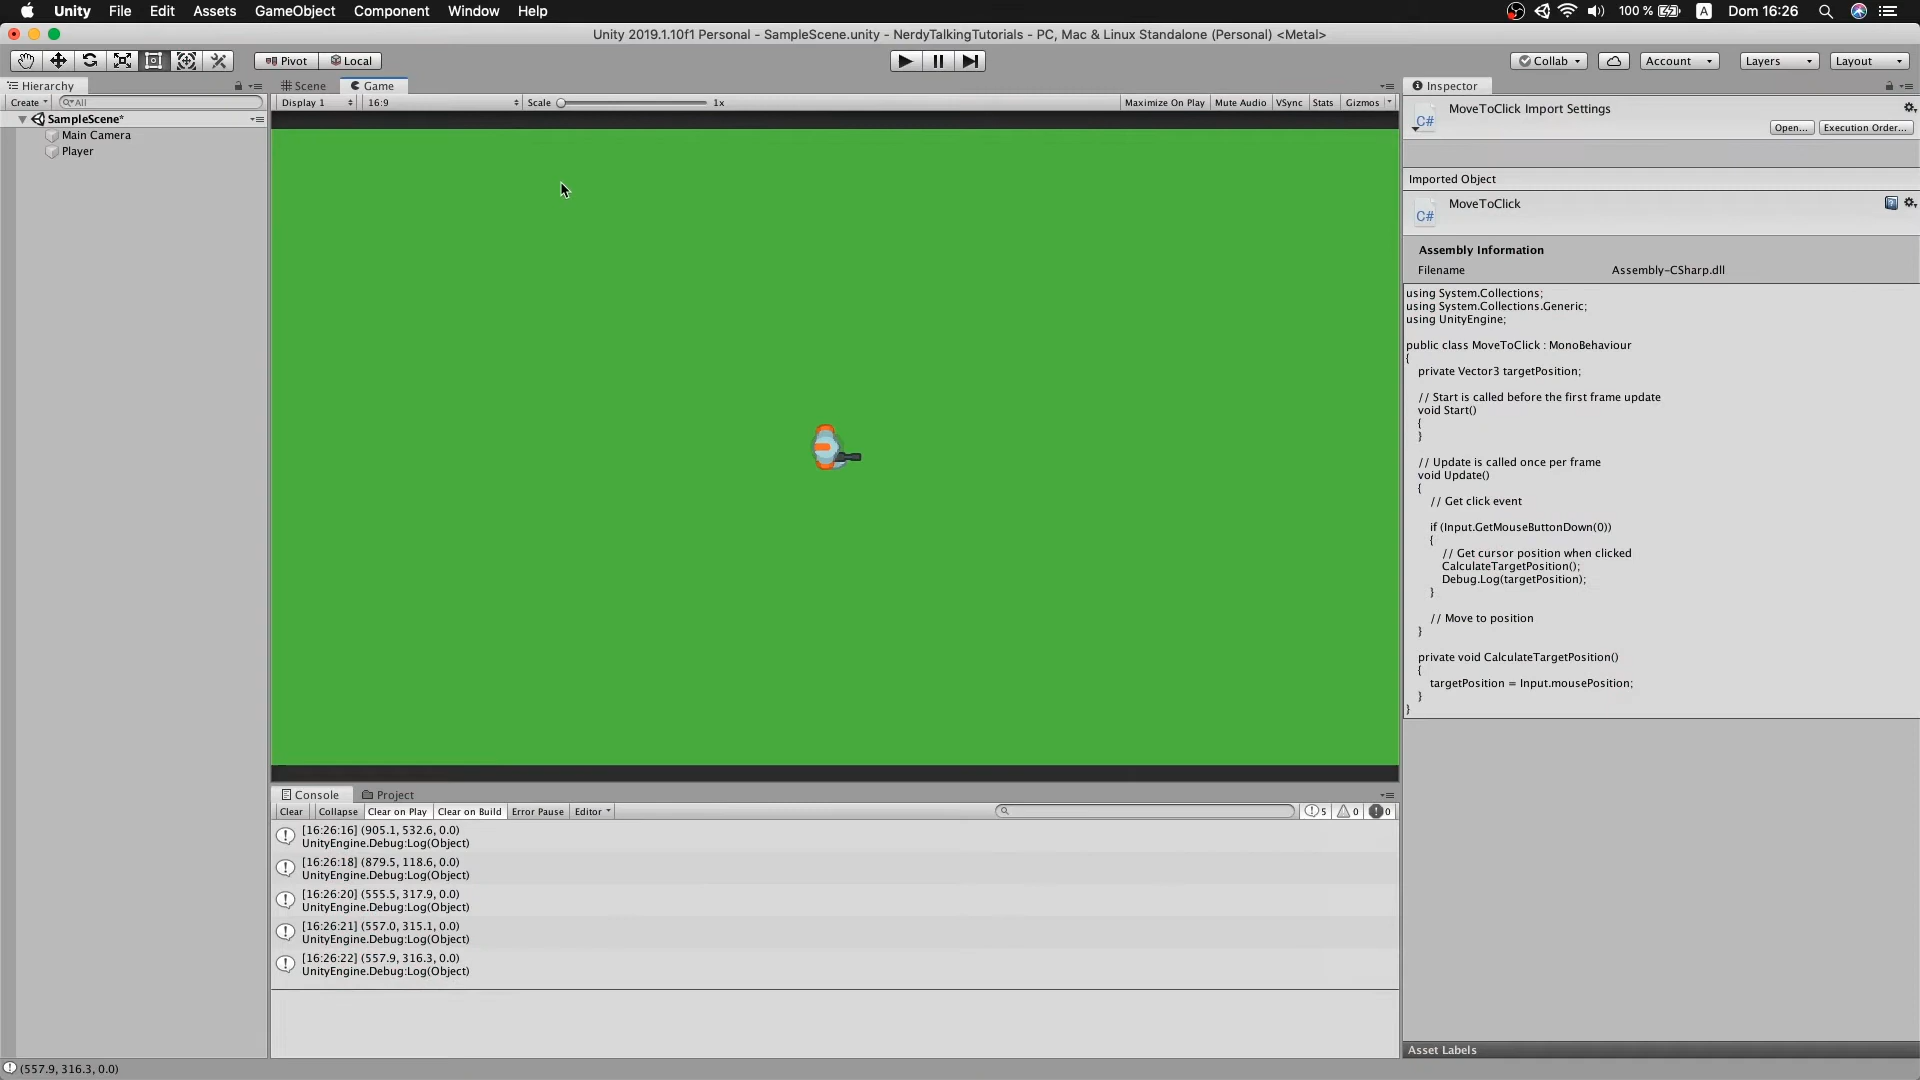 Unity File Edit Assets GameObject Component Window Help 100 % A Dom 16:26
Unity 2019.1.10f1 Personal - SampleScene.unity - NerdyTalkingTutorials - PC, Mac & Linux Standalone (Personal) <Metal>
Pivot Local Collab Account Layers Layout
Hierarchy Scene Game Inspector
Create All Display 1 16:9 Scale 1x Maximize On Play Mute Audio VSync Stats Gizmos
SampleScene*
Main Camera
Player
C# MoveToClick Import Settings
Open... Execution Order...
Imported Object
C# MoveToClick
Assembly Information
Filename Assembly-CSharp.dll
using System.Collections;
using System.Collections.Generic;
using UnityEngine;
public class MoveToClick : MonoBehaviour
{
private Vector3 targetPosition;
// Start is called before the first frame update
void Start()
{
}
// Update is called once per frame
void Update()
{
// Get click event
if (Input.GetMouseButtonDown(0))
{
// Get cursor position when clicked
CalculateTargetPosition();
Debug.Log(targetPosition);
}
// Move to position
}
private void CalculateTargetPosition()
{
targetPosition = Input.mousePosition;
}
}
Asset Labels
Console Project
Clear Collapse Clear on Play Clear on Build Error Pause Editor 5 0 0
[16:26:16] (905.1, 532.6, 0.0)
UnityEngine.Debug:Log(Object)
[16:26:18] (879.5, 118.6, 0.0)
UnityEngine.Debug:Log(Object)
[16:26:20] (555.5, 317.9, 0.0)
UnityEngine.Debug:Log(Object)
[16:26:21] (557.0, 315.1, 0.0)
UnityEngine.Debug:Log(Object)
[16:26:22] (557.9, 316.3, 0.0)
UnityEngine.Debug:Log(Object)
(557.9, 316.3, 0.0)